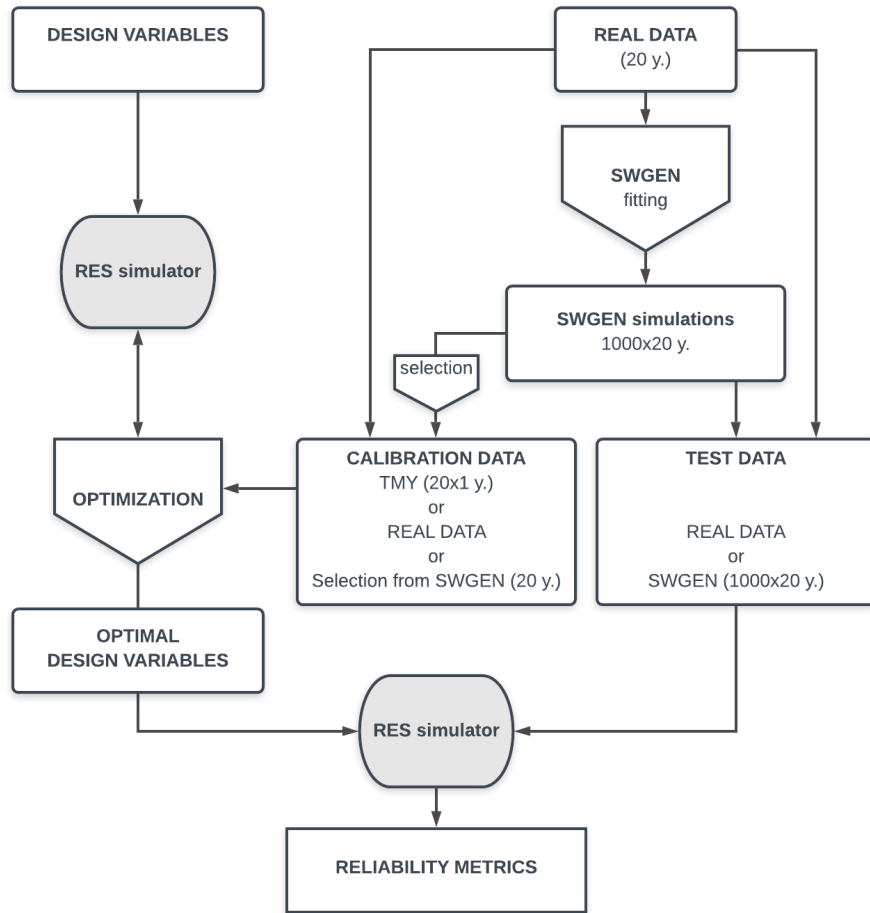 DESIGN VARIABLES
REAL DATA
(20 y.)
SWGEN
fitting
RES simulator
SWGEN simulations
1000x20 y.
selection
OPTIMIZATION
CALIBRATION DATA
TMY (20x1 y.)
or
REAL DATA
or
Selection from SWGEN (20 y.)
TEST DATA
REAL DATA
or
SWGEN (1000x20 y.)
OPTIMAL
DESIGN VARIABLES
RES simulator
RELIABILITY METRICS